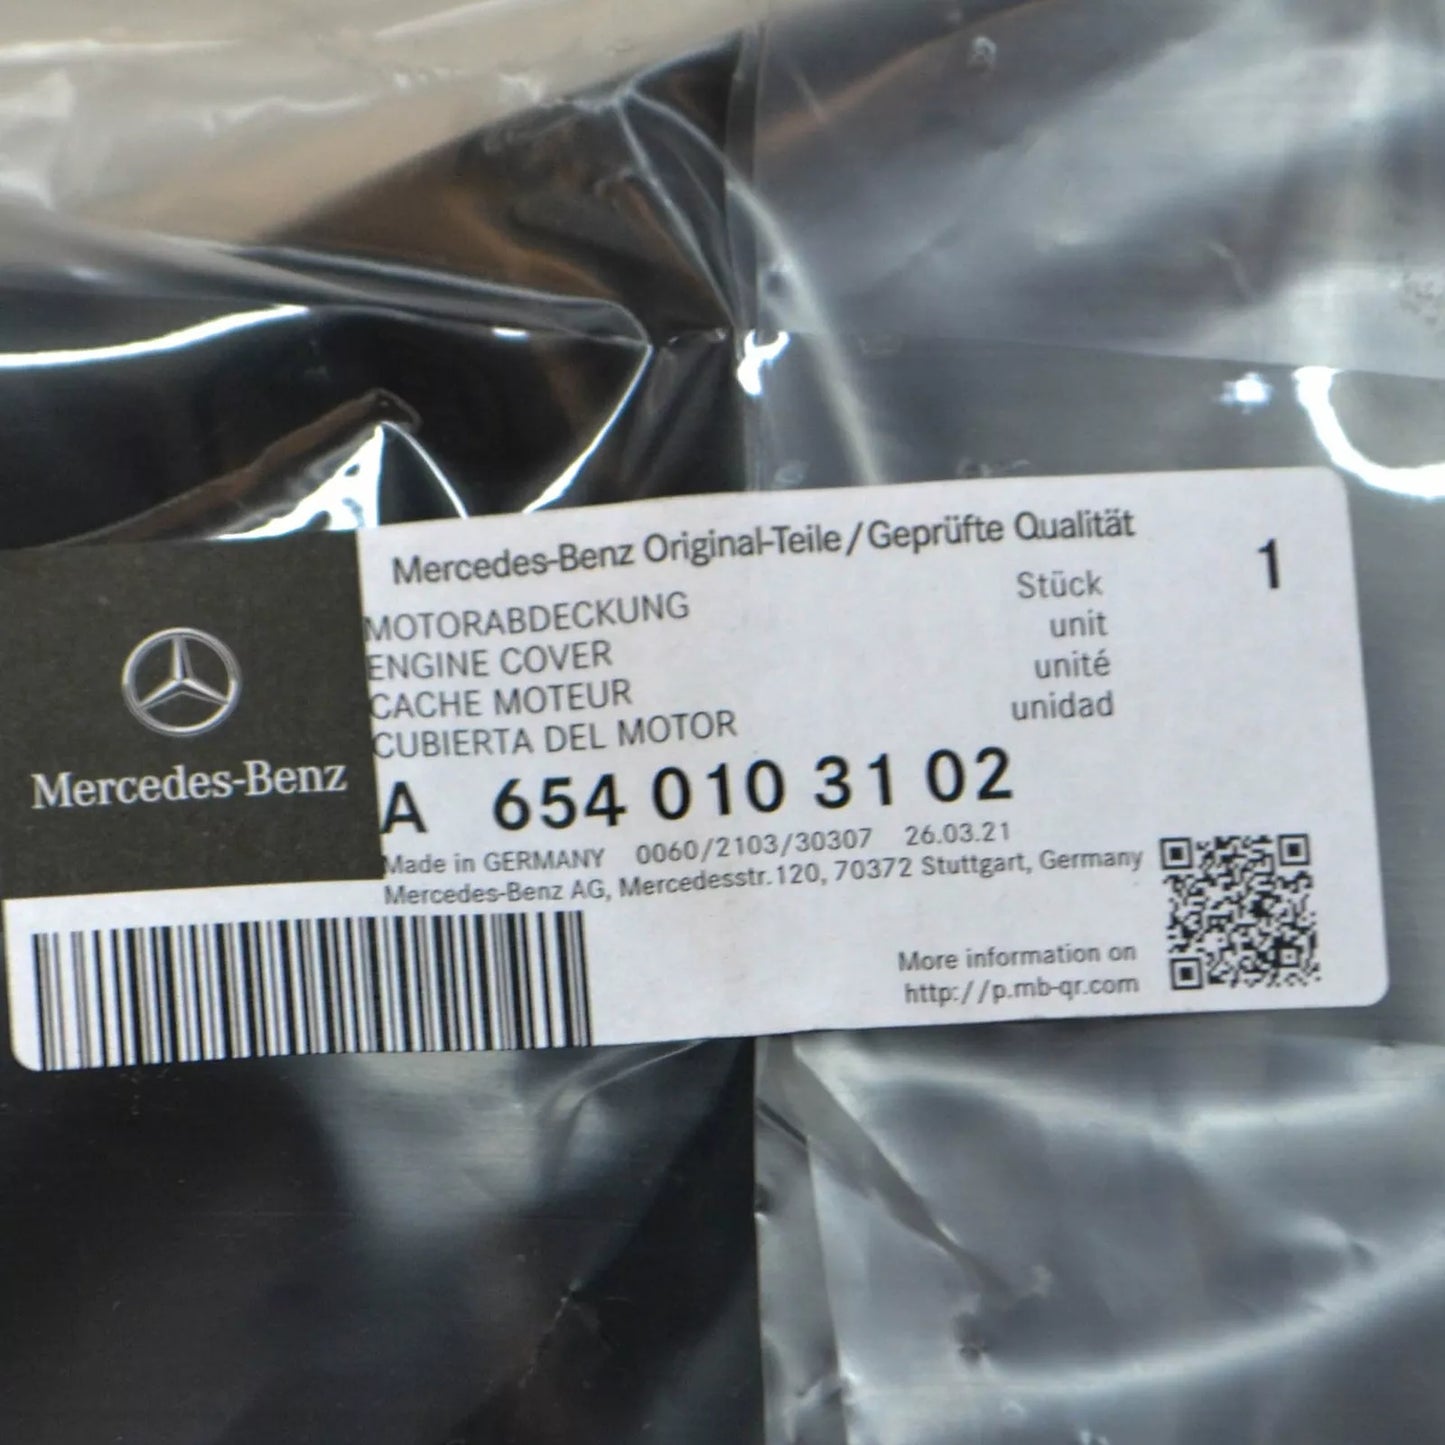 Mercedes-Benz
Mercedes-Benz Original-Teile/Geprüfte Qualität
MOTORABDECKUNG Stück 1
ENGINE COVER unit
CACHE MOTEUR unité
CUBIERTA DEL MOTOR unidad
A 654 010 31 02
Made in GERMANY 0060/2103/30307 26.03.21
Mercedes-Benz AG, Mercedesstr.120, 70372 Stuttgart, Germany
More information on
http://p.mb-qr.com